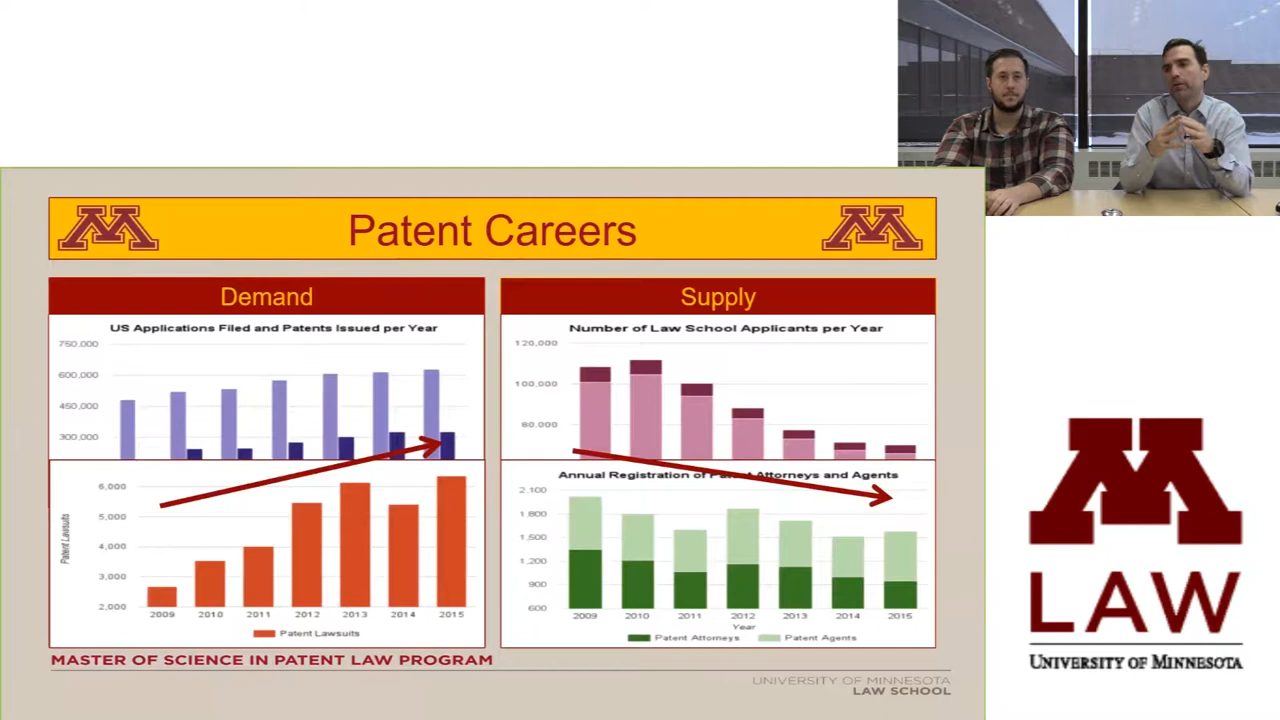 Patent Careers
Demand
US Applications Filed and Patents Issued per Year
750,000
600,000
450,000
300,000
6,000
5,000
4,000
3,000
2,000
Patent Lawsuits
2009 2010 2011 2012 2013 2014 2015
Patent Lawsuits
Supply
Number of Law School Applicants per Year
120,000
100,000
80,000
Annual Registration of Patent Attorneys and Agents
2,100
1,800
1,500
1,200
900
600
2009 2010 2011 2012 2013 2014 2015
Year
Patent Attorneys Patent Agents
MASTER OF SCIENCE IN PATENT LAW PROGRAM
UNIVERSITY OF MINNESOTA
LAW SCHOOL
M
LAW
UNIVERSITY OF MINNESOTA